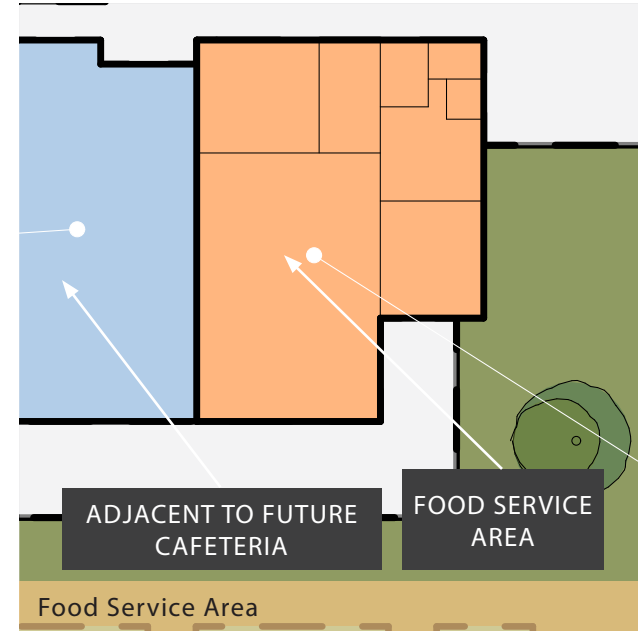 ADJACENT TO FUTURE
CAFETERIA
FOOD SERVICE
AREA
Food Service Area